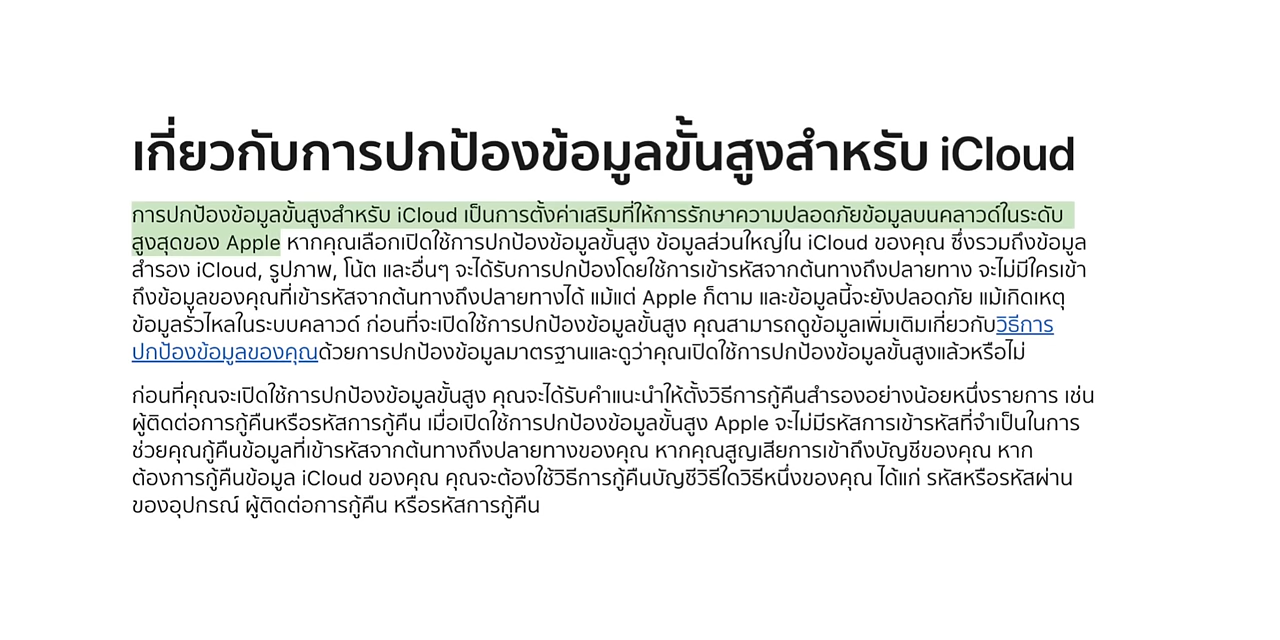 เกี่ยวกับการปกป้องข้อมูลขั้นสูงสำหรับ iCloud
การปกป้องข้อมูลขั้นสูงสำหรับ iCloud เป็นการตั้งค่าเสริมที่ให้การรักษาความปลอดภัยข้อมูลบนคลาวด์ในระดับ
สูงสุดของ Apple หากคุณเลือกเปิดใช้การปกป้องข้อมูลขั้นสูง ข้อมูลส่วนใหญ่ใน iCloud ของคุณ ซึ่งรวมถึงข้อมูล
สำรอง iCloud, รูปภาพ, โน้ต และอื่นๆ จะได้รับการปกป้องโดยใช้การเข้ารหัสจากต้นทางถึงปลายทาง จะไม่มีใครเข้า
ถึงข้อมูลของคุณที่เข้ารหัสจากต้นทางถึงปลายทางได้ แม้แต่ Apple ก็ตาม และข้อมูลนี้จะยังปลอดภัย แม้เกิดเหตุ
ข้อมูลรั่วไหลในระบบคลาวด์ ก่อนที่จะเปิดใช้การปกป้องข้อมูลขั้นสูง คุณสามารถดูข้อมูลเพิ่มเติมเกี่ยวกับวิธีการ
ปกป้องข้อมูลของคุณด้วยการปกป้องข้อมูลมาตรฐานและดูว่าคุณเปิดใช้การปกป้องข้อมูลขั้นสูงแล้วหรือไม่
ก่อนที่คุณจะเปิดใช้การปกป้องข้อมูลขั้นสูง คุณจะได้รับคำแนะนำให้ตั้งวิธีการกู้คืนสำรองอย่างน้อยหนึ่งรายการ เช่น
ผู้ติดต่อการกู้คืนหรือรหัสการกู้คืน เมื่อเปิดใช้การปกป้องข้อมูลขั้นสูง Apple จะไม่มีรหัสการเข้ารหัสที่จำเป็นในการ
ช่วยคุณกู้คืนข้อมูลที่เข้ารหัสจากต้นทางถึงปลายทางของคุณ หากคุณสูญเสียการเข้าถึงบัญชีของคุณ หาก
ต้องการกู้คืนข้อมูล iCloud ของคุณ คุณจะต้องใช้วิธีการกู้คืนบัญชีวิธีใดวิธีหนึ่งของคุณ ได้แก่ รหัสหรือรหัสผ่าน
ของอุปกรณ์ ผู้ติดต่อการกู้คืน หรือรหัสการกู้คืน